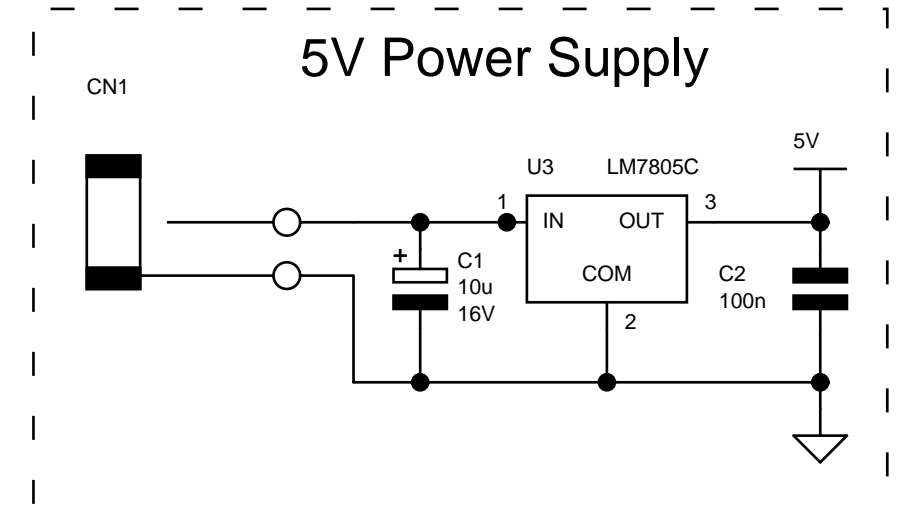 5V Power Supply
CN1
5V
U3 LM7805C
1 IN OUT 3
+ C1
10u
16V
COM
C2
100n
2